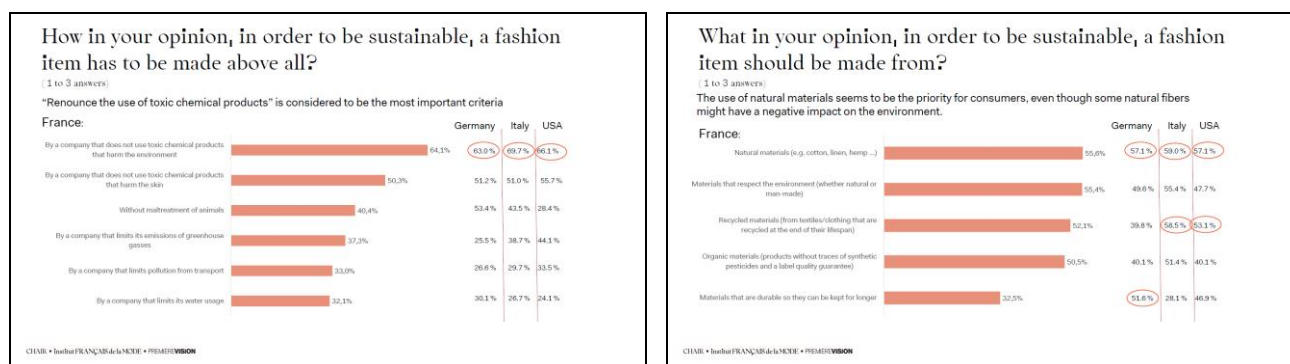 How in your opinion, in order to be sustainable, a fashion
item has to be made above all?
(1 to 3 answers)
“Renounce the use of toxic chemical products” is considered to be the most important criteria
France:
Germany Italy USA
By a company that does not use toxic chemical products
that harm the environment
64,1% 63.0% 69.7% 66.1%
By a company that does not use toxic chemical products
that harm the skin
50,3% 51.2% 51.0% 55.7%
Without maltreatment of animals 40,4% 53.4% 43.5% 28.4%
By a company that limits its emissions of greenhouse
gasses
37,3% 25.5% 38.7% 44.1%
By a company that limits pollution from transport 33,0% 26.6% 29.7% 33.5%
By a company that limits its water usage 32,1% 30.1% 26.7% 24.1%
CHAIR • Institut FRANÇAIS de la MODE • PREMIÈREVISION
What in your opinion, in order to be sustainable, a fashion
item should be made from?
(1 to 3 answers)
The use of natural materials seems to be the priority for consumers, even though some natural fibers
might have a negative impact on the environment.
France:
Germany Italy USA
Natural materials (e.g. cotton, linen, hemp ...) 55,6% 57.1% 59.0% 57.1%
Materials that respect the environment (whether natural or
man-made)
55,4% 49.6% 55.4% 47.7%
Recycled materials (from textiles/clothing that are
recycled at the end of their lifespan)
52,1% 39.8% 58.5% 53.1%
Organic materials (products without traces of synthetic
pesticides and a label quality guarantee)
50,5% 40.1% 51.4% 40.1%
Materials that are durable so they can be kept for longer 32,5% 51.6% 28.1% 46.9%
CHAIR • Institut FRANÇAIS de la MODE • PREMIÈREVISION